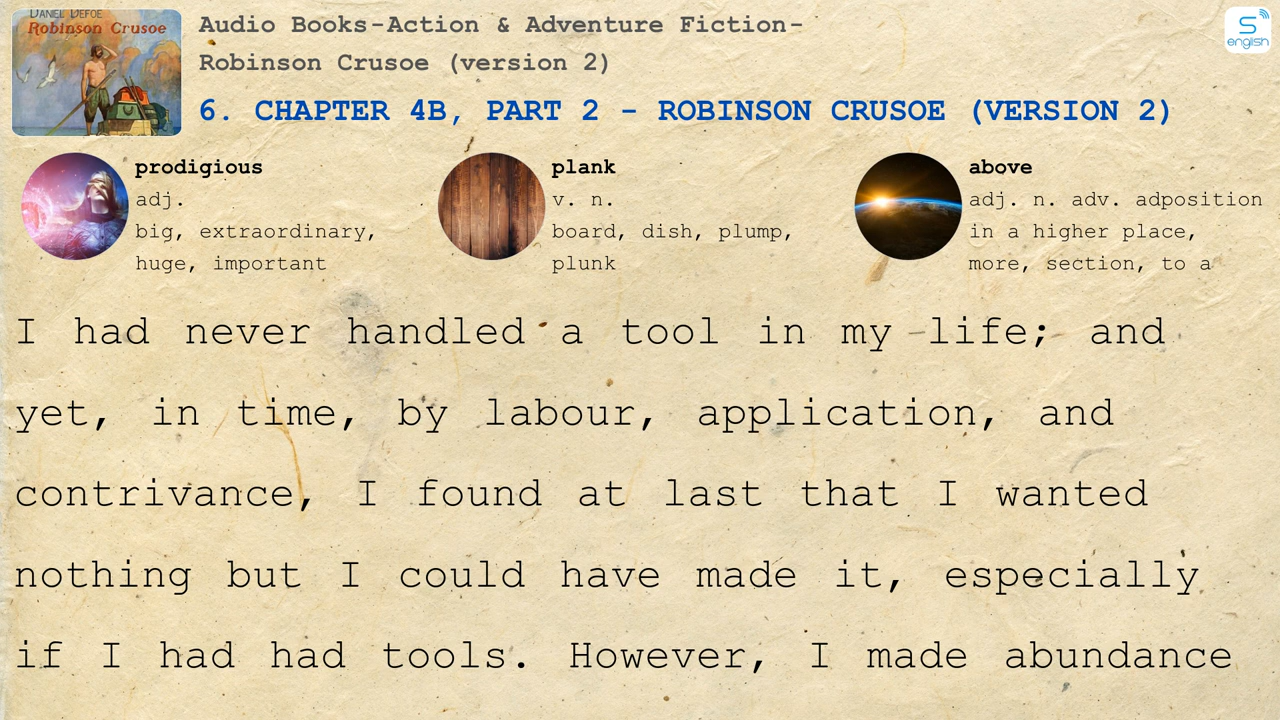 DANIEL DEFOE
Robinson Crusoe
Audio Books-Action & Adventure Fiction-
Robinson Crusoe (version 2)
S
english
6. CHAPTER 4B, PART 2 - ROBINSON CRUSOE (VERSION 2)
prodigious
adj.
big, extraordinary,
huge, important
plank
v. n.
board, dish, plump,
plunk
above
adj. n. adv. adposition
in a higher place,
more, section, to a
I had never handled a tool in my life; and
yet, in time, by labour, application, and
contrivance, I found at last that I wanted
nothing but I could have made it, especially
if I had had tools. However, I made abundance